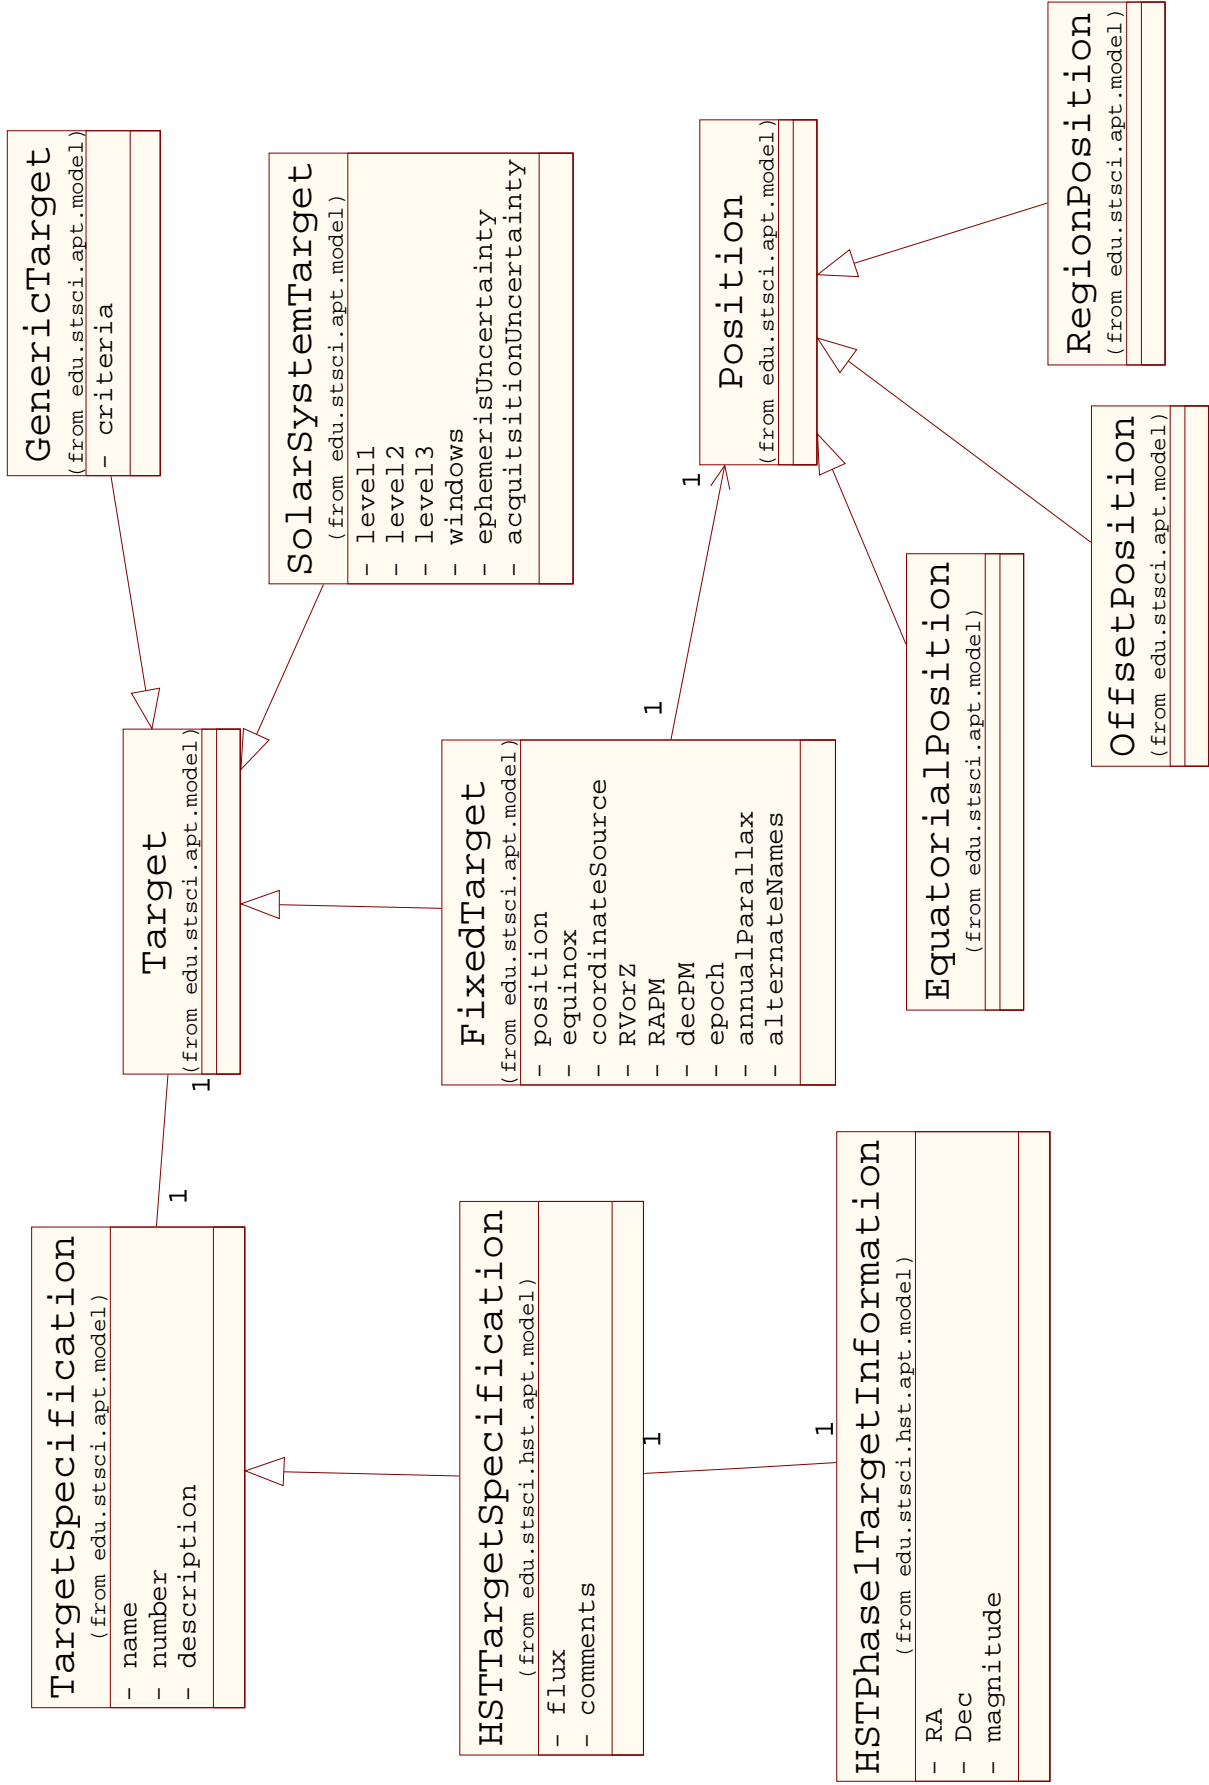 TargetSpecification
(from edu.stsci.apt.model)
- name
- number
- description
1
1
Target
(from edu.stsci.apt.model)
GenericTarget
(from edu.stsci.apt.model)
- criteria
SolarSystemTarget
(from edu.stsci.apt.model)
- level1
- level2
- level3
- windows
- ephemerisUncertainty
- acquitsitionUncertainty
HSTTargetSpecification
(from edu.stsci.hst.apt.model)
- flux
- comments
1
1
FixedTarget
(from edu.stsci.apt.model)
- position
- equinox
- coordinateSource
- RVorZ
- RAPM
- decPM
- epoch
- annualParallax
- alternateNames
1
1
Position
(from edu.stsci.apt.model)
HSTPhase1TargetInformation
(from edu.stsci.hst.apt.model)
- RA
- Dec
- magnitude
EquatorialPosition
(from edu.stsci.apt.model)
OffsetPosition
(from edu.stsci.apt.model)
RegionPosition
(from edu.stsci.apt.model)